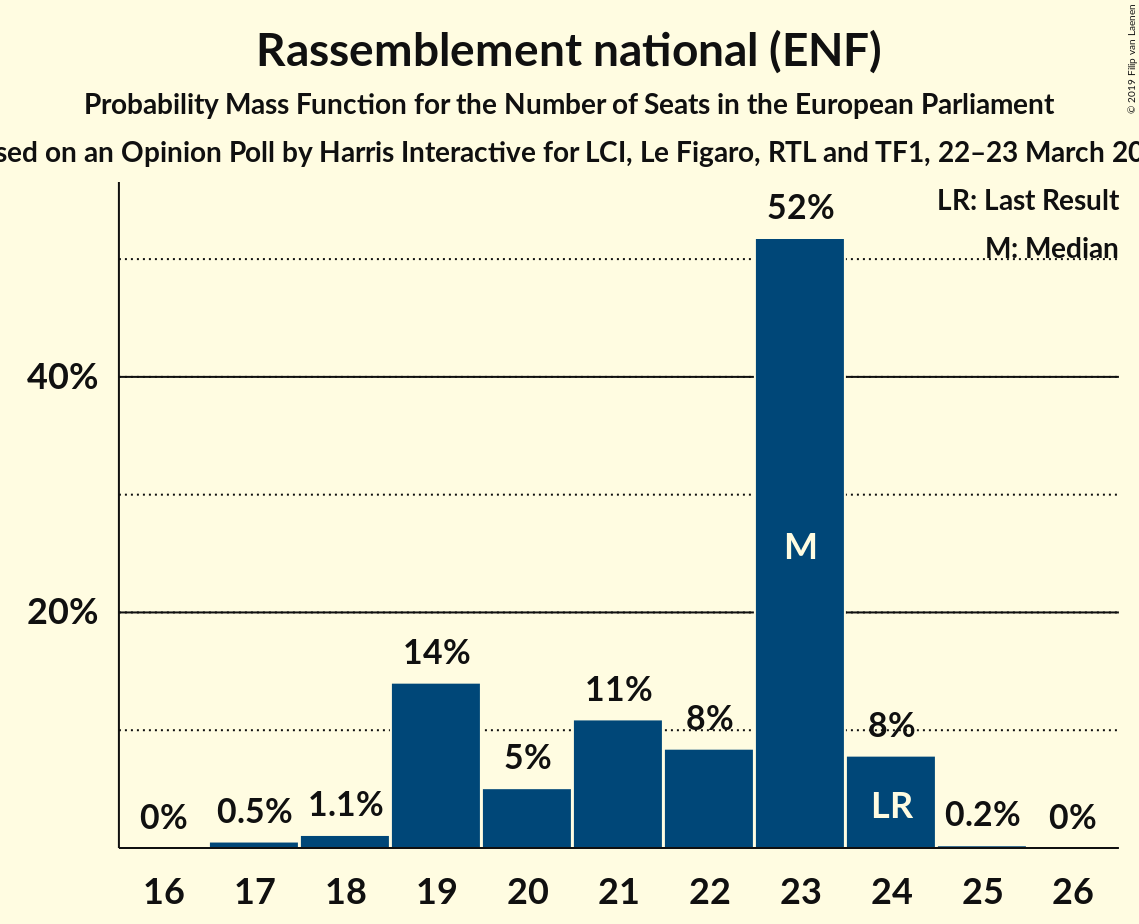 Rassemblement national (ENF)
Probability Mass Function for the Number of Seats in the European Parliament
sed on an Opinion Poll by Harris Interactive for LCI, Le Figaro, RTL and TF1, 22–23 March 20
© 2019 Filip van Laenen
LR: Last Result
M: Median
52%
40%
20%
M
14%
11%
8%
8%
5%
LR
0%
0.5%
1.1%
0.2%
0%
16 17 18 19 20 21 22 23 24 25 26